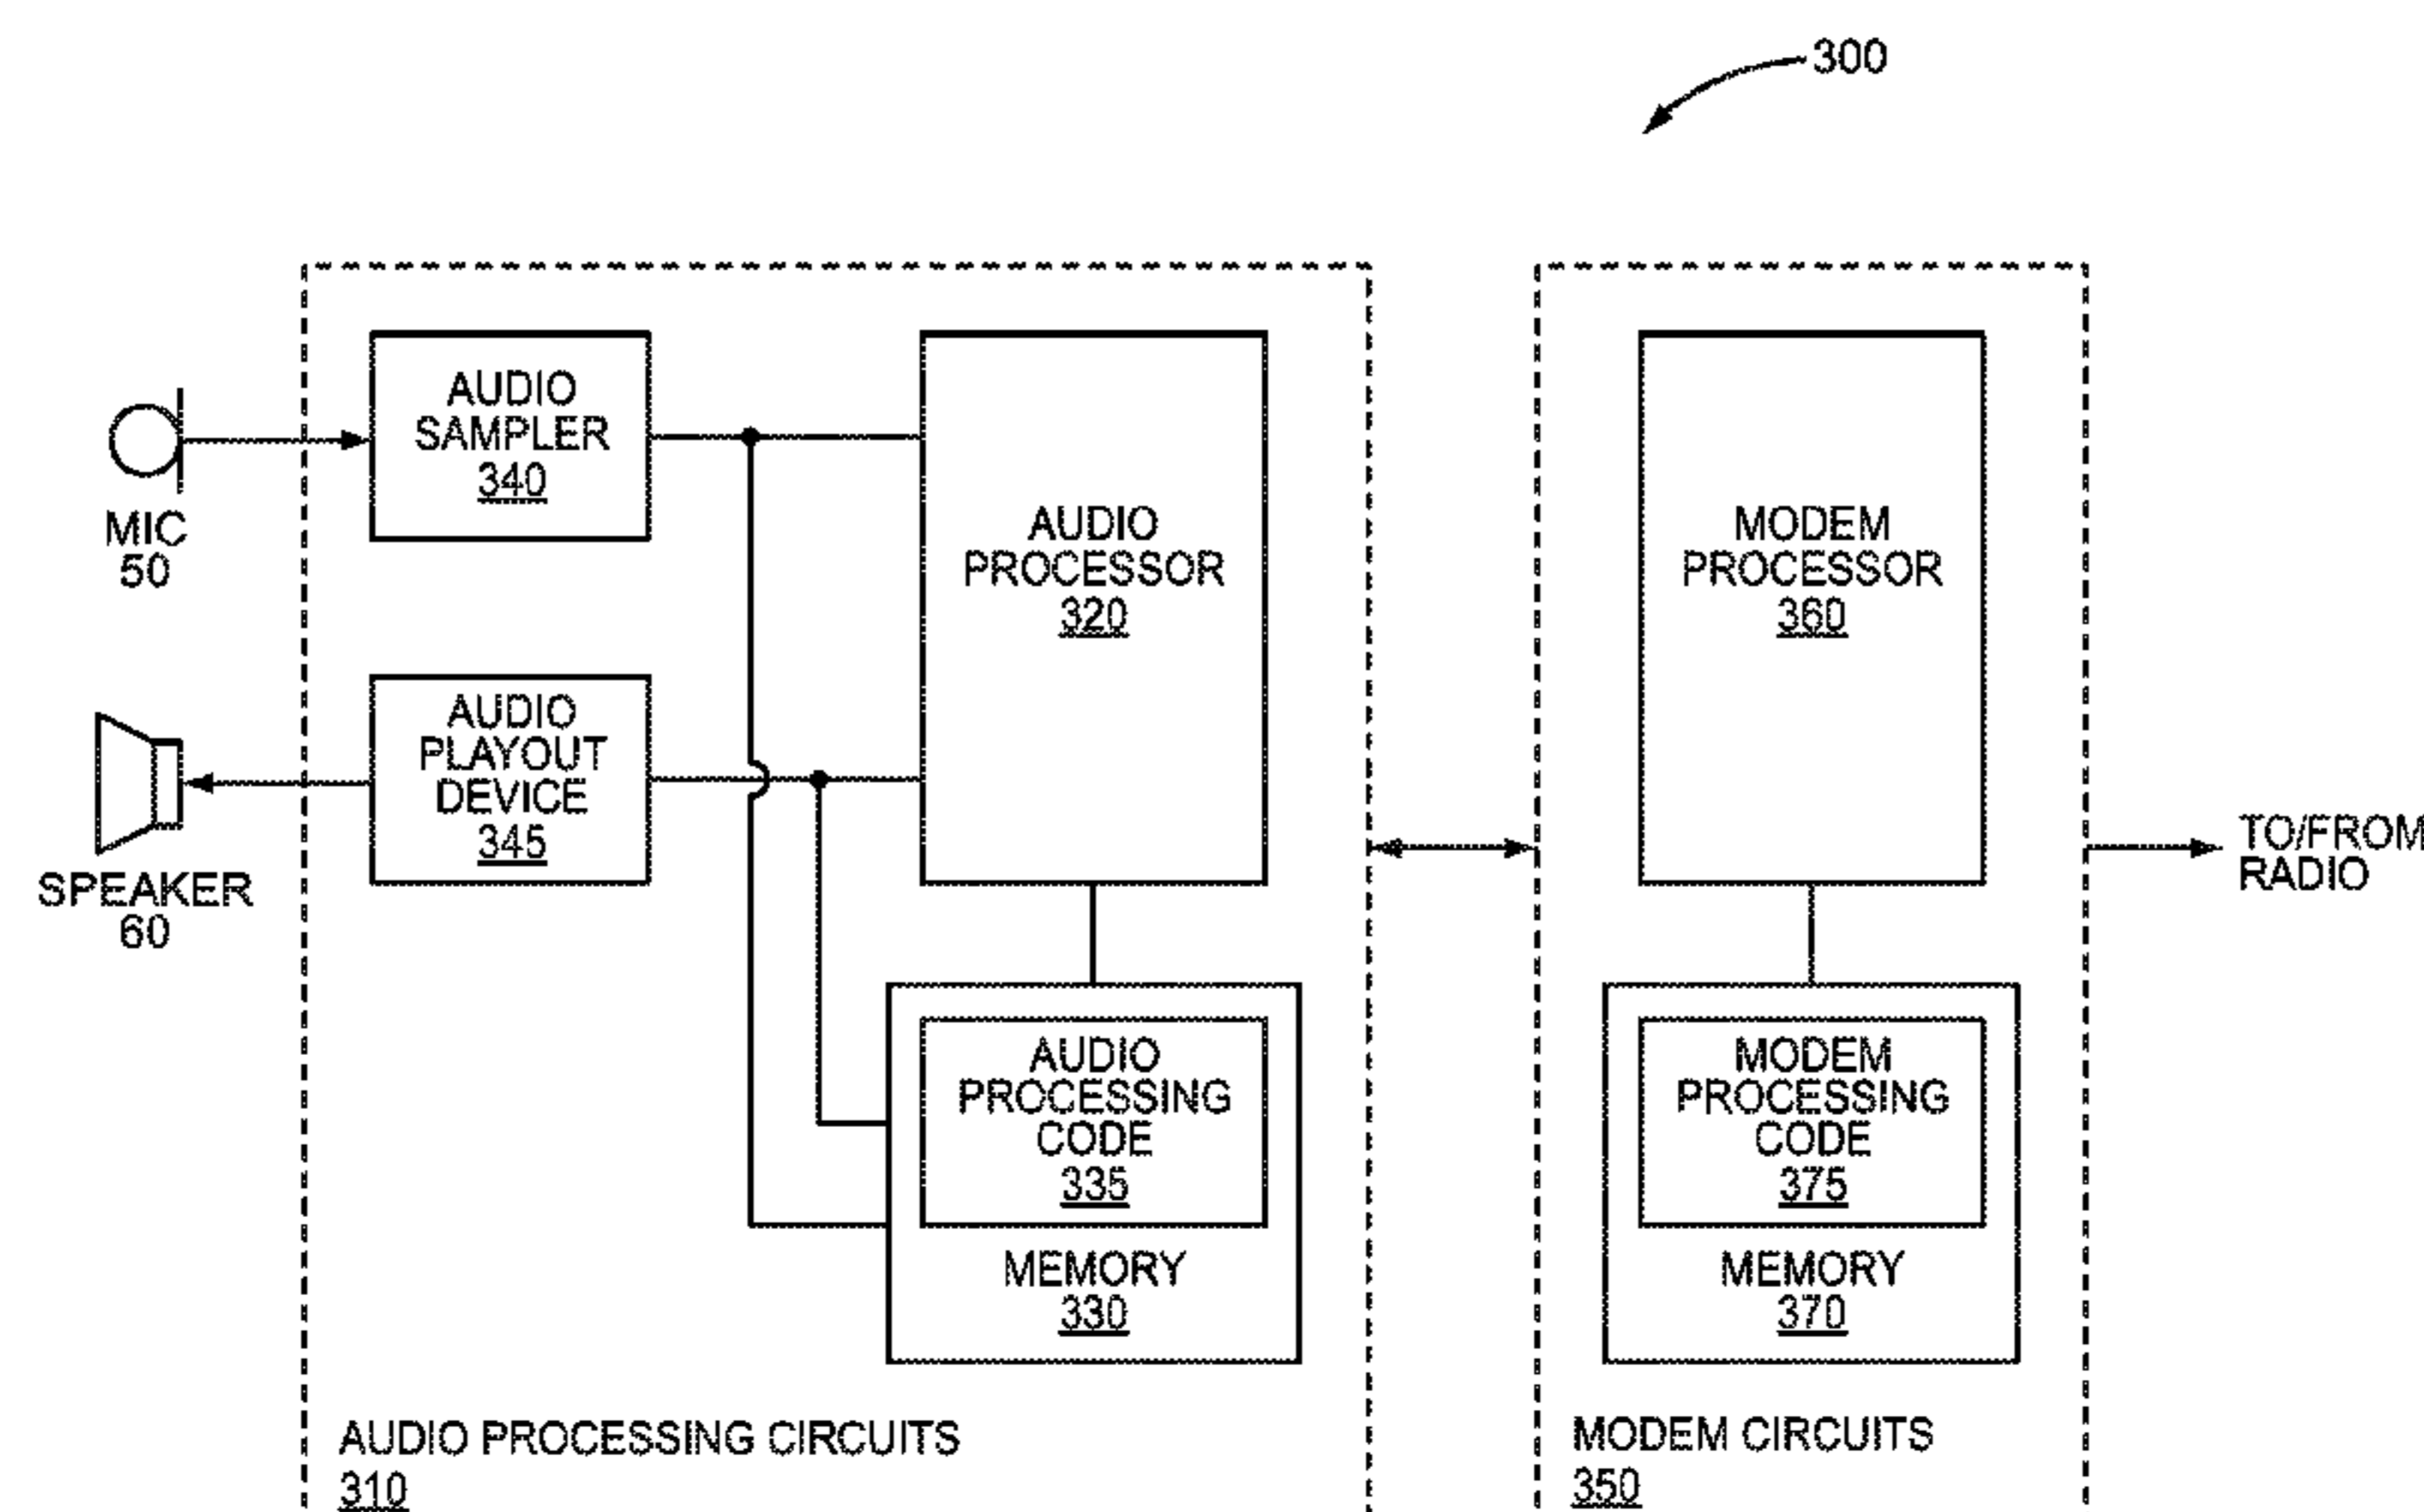 300
AUDIO
SAMPLER
340
MIC
50
AUDIO
PROCESSOR
320
MODEM
PROCESSOR
360
AUDIO
PLAYOUT
DEVICE
345
SPEAKER
60
TO/FROM
RADIO
AUDIO
PROCESSING
CODE
335
MEMORY
330
MODEM
PROCESSING
CODE
375
MEMORY
370
AUDIO PROCESSING CIRCUITS
310
MODEM CIRCUITS
350